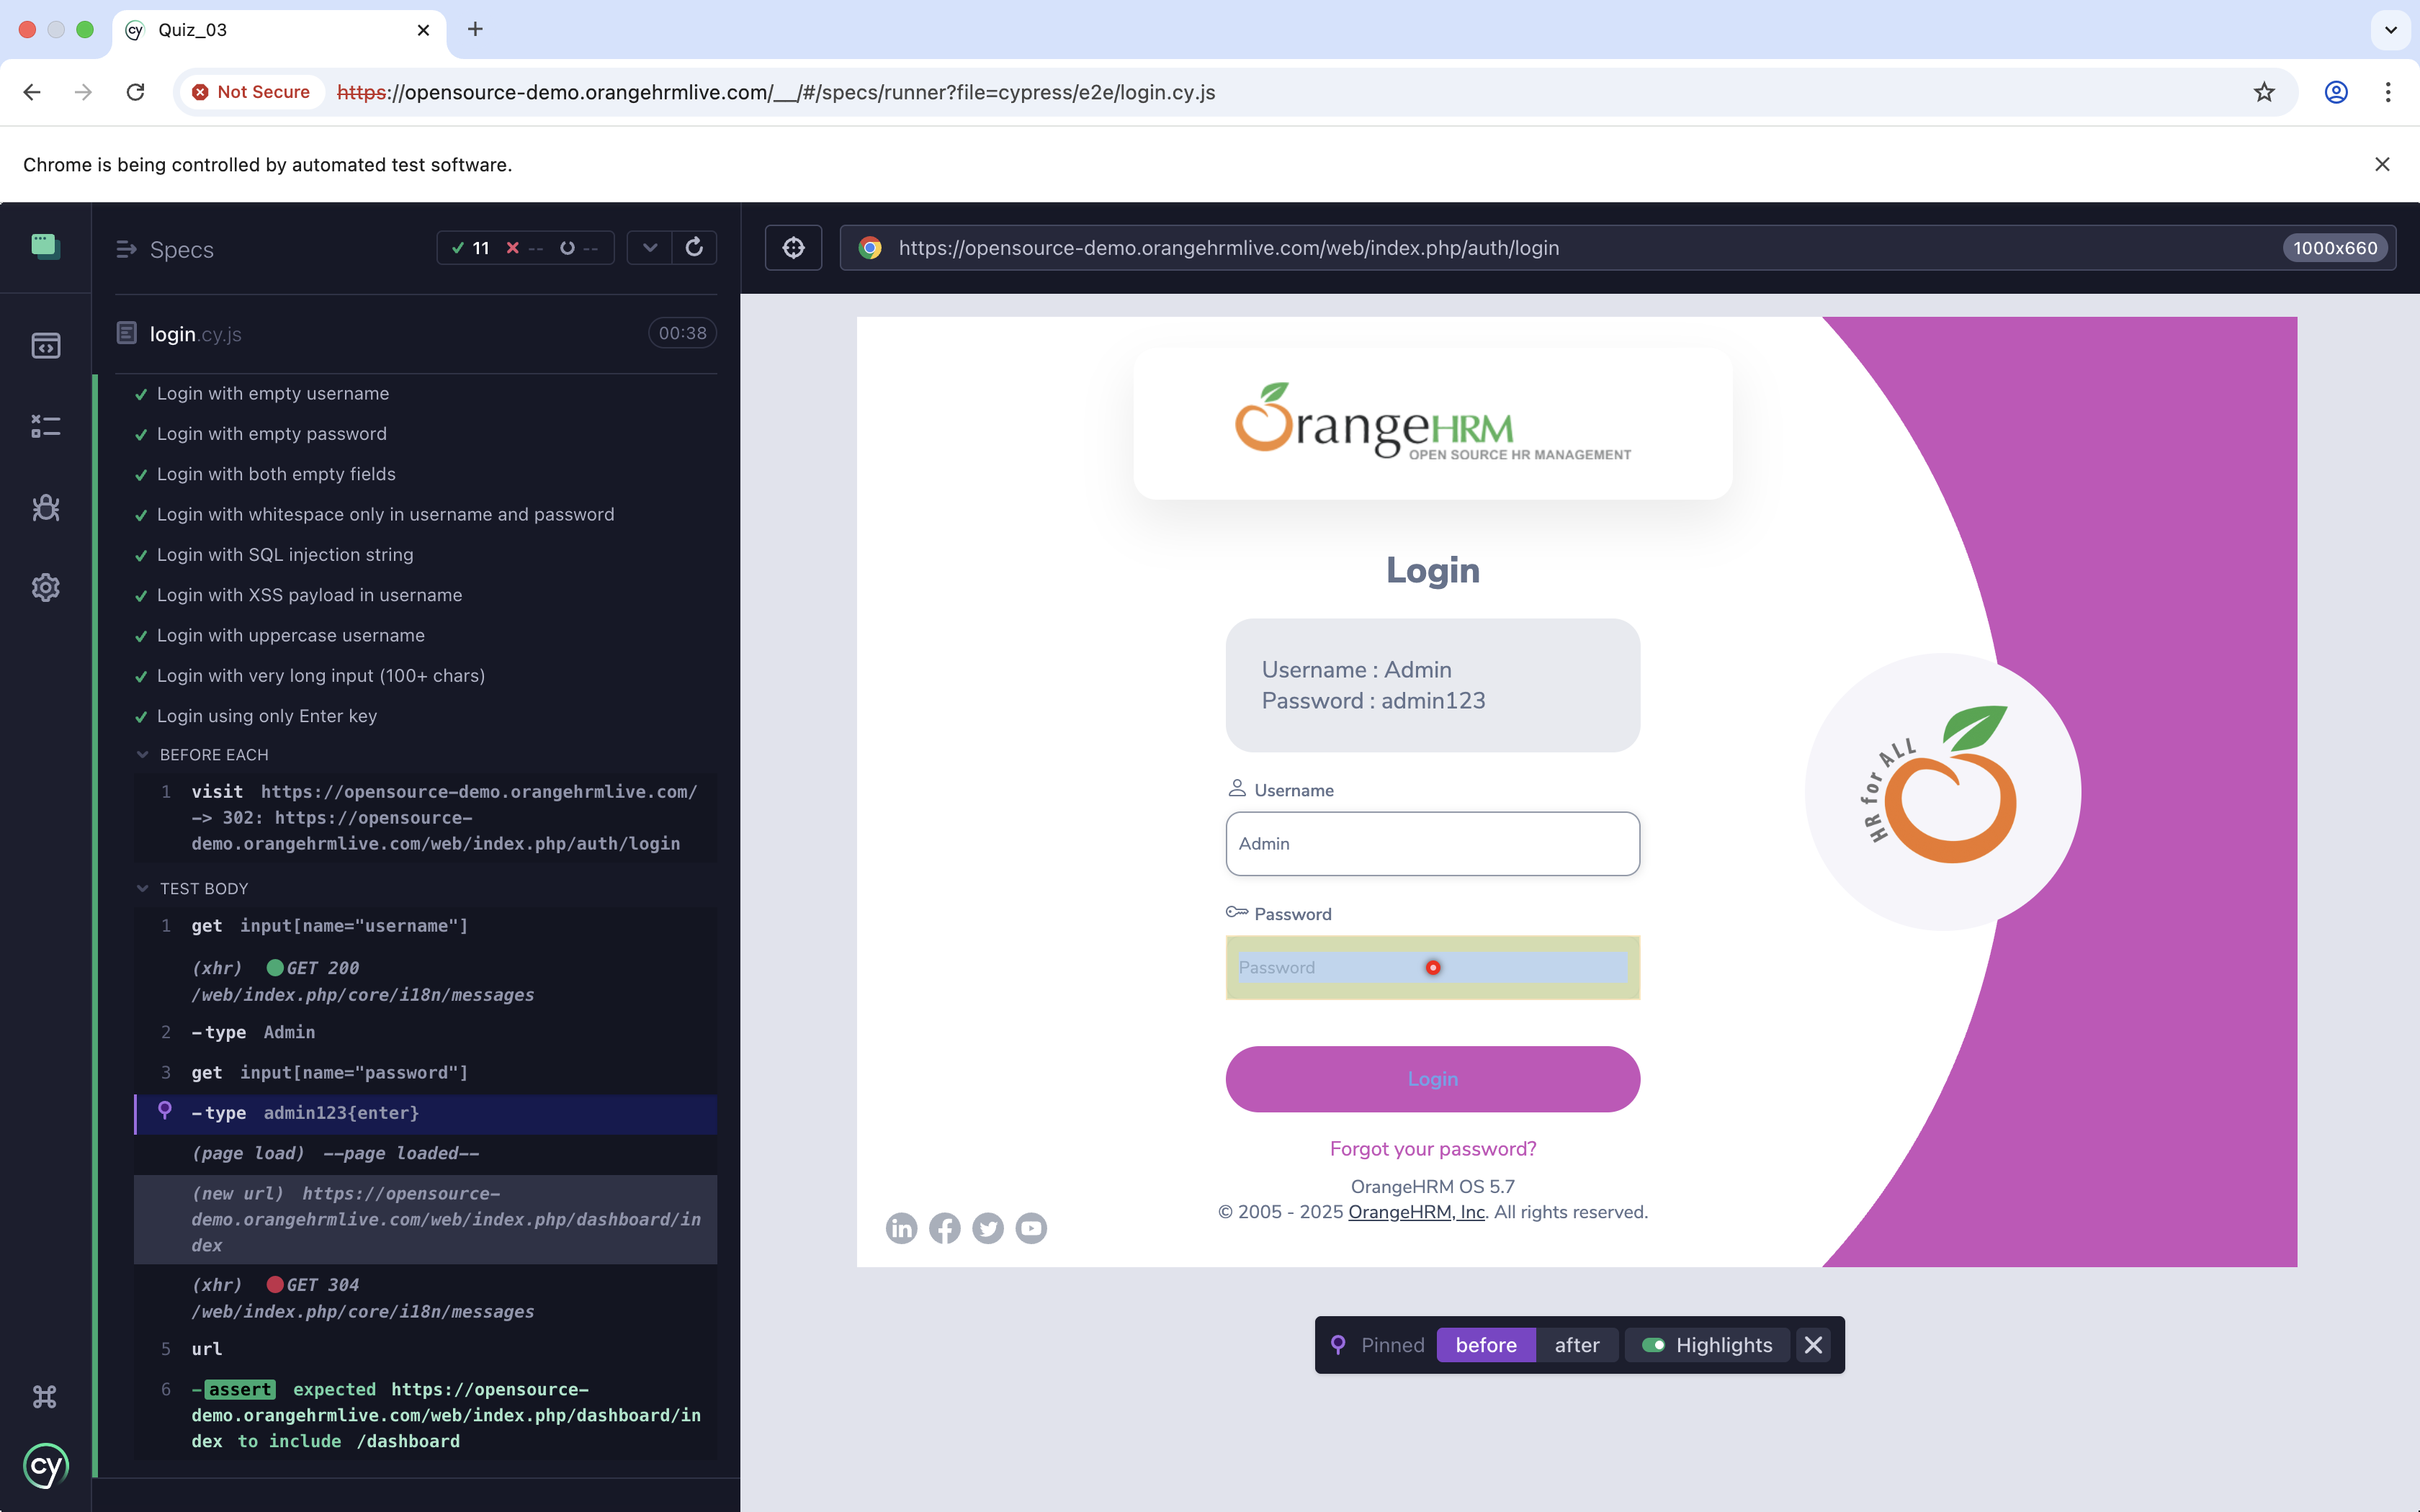 Quiz_03
Not Secure
https://opensource-demo.orangehrmlive.com/__/#/specs/runner?file=cypress/e2e/login.cy.js
Chrome is being controlled by automated test software.
Specs
11 -- --
login.cy.js
00:38
Login with empty username
Login with empty password
Login with both empty fields
Login with whitespace only in username and password
Login with SQL injection string
Login with XSS payload in username
Login with uppercase username
Login with very long input (100+ chars)
Login using only Enter key
BEFORE EACH
1 visit https://opensource-demo.orangehrmlive.com/
-> 302: https://opensource-
demo.orangehrmlive.com/web/index.php/auth/login
TEST BODY
1 get input[name="username"]
(xhr) GET 200
/web/index.php/core/i18n/messages
2 -type Admin
3 get input[name="password"]
-type admin123{enter}
(page load) --page loaded--
(new url) https://opensource-
demo.orangehrmlive.com/web/index.php/dashboard/in
dex
(xhr) GET 304
/web/index.php/core/i18n/messages
5 url
6 -assert expected https://opensource-
demo.orangehrmlive.com/web/index.php/dashboard/in
dex to include /dashboard
cy
https://opensource-demo.orangehrmlive.com/web/index.php/auth/login
1000x660
OrangeHRM
OPEN SOURCE HR MANAGEMENT
Login
Username : Admin
Password : admin123
Username
Admin
Password
Password
Login
Forgot your password?
OrangeHRM OS 5.7
© 2005 - 2025 OrangeHRM, Inc. All rights reserved.
HR for ALL
Pinned
before
after
Highlights